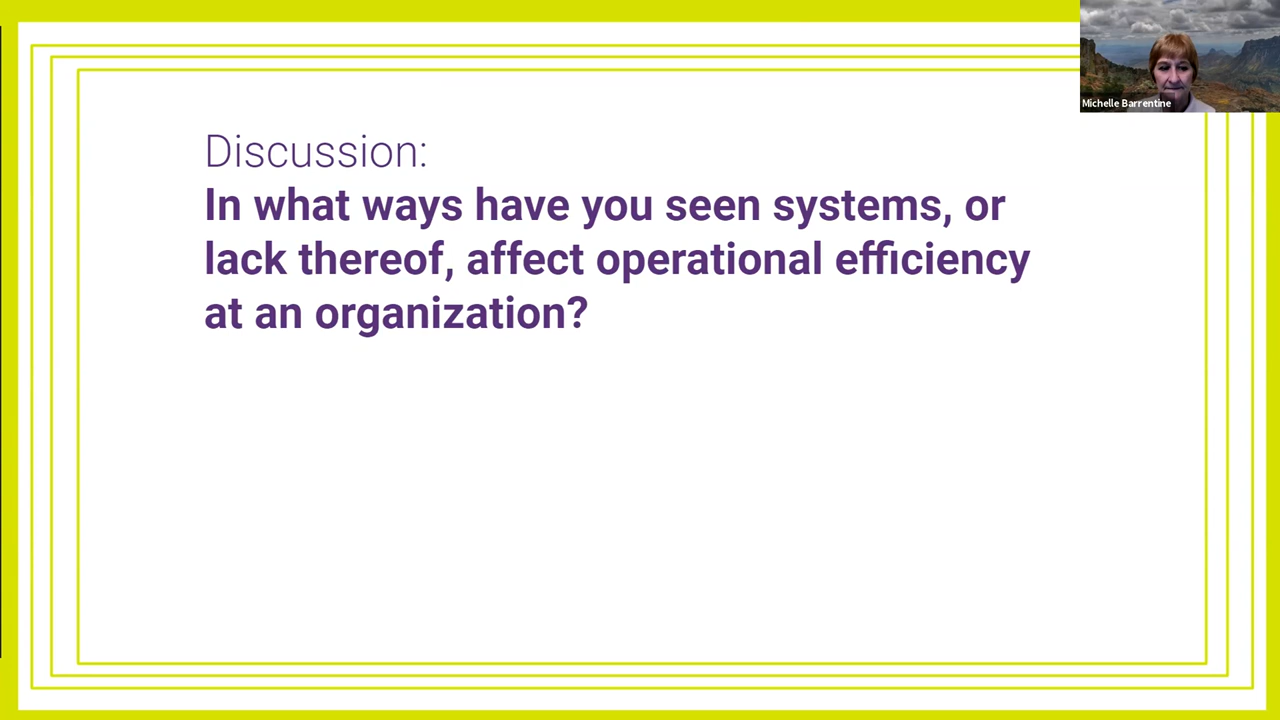 Discussion:
In what ways have you seen systems, or
lack thereof, affect operational efficiency
at an organization?
Michelle Barrentine